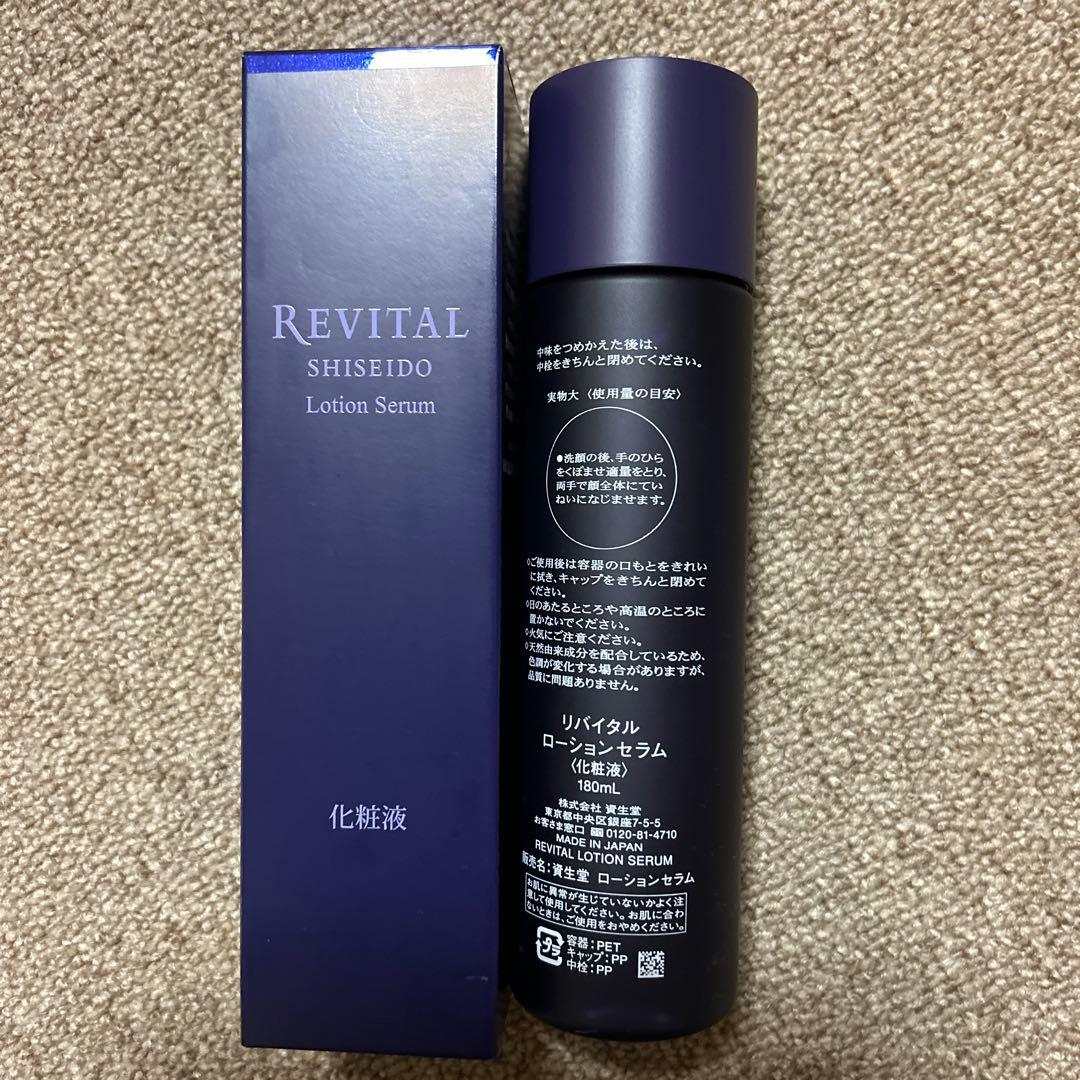 REVITAL
SHISEIDO
Lotion Serum
化粧液
中味をつめかえた後は、
中栓をきちんと閉めてください。
実物大〈使用量の目安〉
●洗顔の後、手のひら
をくぼませ適量をとり、
両手で顔全体にてい
ねいになじませます。
◇ご使用後は容器の口もとをきれい
に拭き、キャップをきちんと閉めて
ください。
◇日のあたるところや高温のところに
置かないでください。
◇火気にご注意ください。
◇天然由来成分を配合しているため、
色調が変化する場合がありますが、
品質に問題ありません。
リバイタル
ローション セラム
〈化粧液〉
180mL
株式会社 資生堂
東京都中央区銀座7-5-5
お客さま窓口 0120-81-4710
MADE IN JAPAN
REVITAL LOTION SERUM
販売名：資生堂 ローションセラム
お肌に異常が生じていないかよく注
意して使用してください。お肌に合わ
ないときは、ご使用をおやめください。
プラ
容器：PET
キャップ：PP
中栓：PP